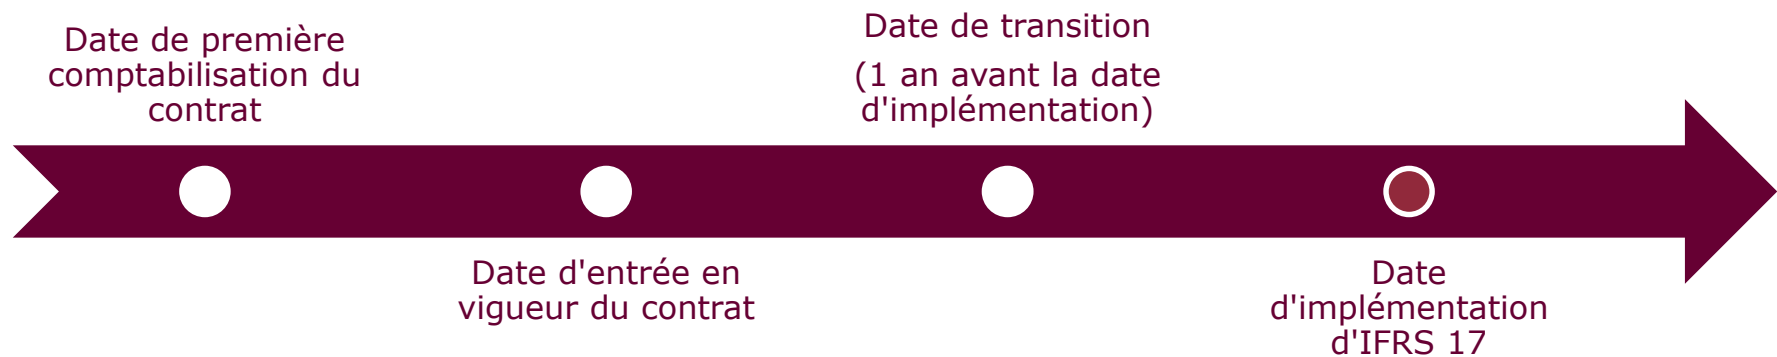 Date de première
comptabilisation du
contrat
Date d'entrée en
vigueur du contrat
Date de transition
(1 an avant la date
d'implémentation)
Date
d'implémentation
d'IFRS 17